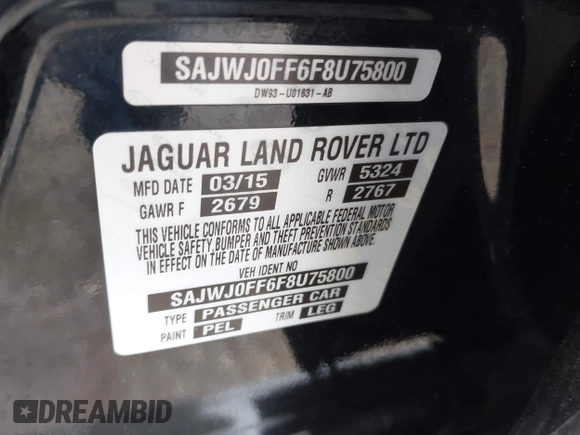 SAJWJ0FF6F8U75800
DW93-U01631-AB
JAGUAR LAND ROVER LTD
MFD DATE 03/15 GVWR 5324
GAWR F 2679 R 2767
THIS VEHICLE CONFORMS TO ALL APPLICABLE FEDERAL MOTOR
VEHICLE SAFETY, BUMPER AND THEFT PREVENTION STANDARDS
IN EFFECT ON THE DATE OF MANUFACTURE SHOWN ABOVE.
VEH IDENT NO
SAJWJ0FF6F8U75800
TYPE PASSENGER CAR
PAINT PEL TRIM LEG
DREAMBID